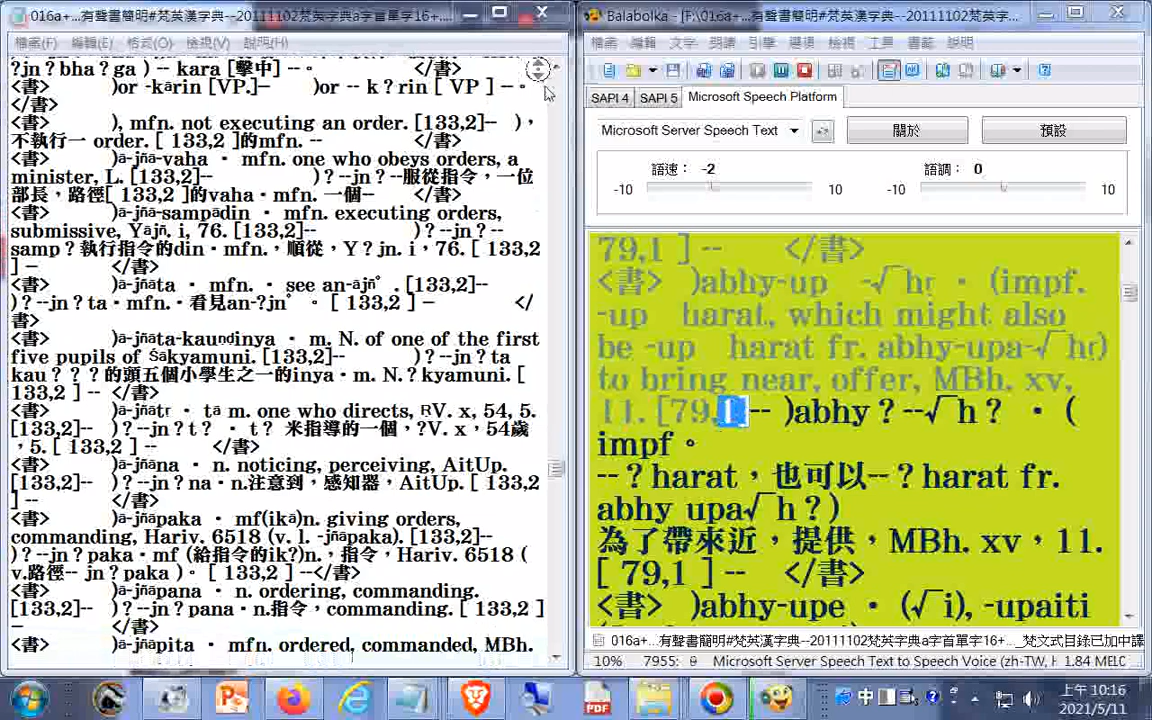 有聲書簡明#梵英漢字典--20111102梵英字典a字首單字16+...
檔案(F) 編輯(E) 格式(O) 檢視(V) 說明(H)
?jn?bha?ga ) -- kara [擊中] --。 </書>
<書> )or -kārin [VP.]-- )or -- k?rin [ VP ] --。
</書>
<書> ), mfn. not executing an order. [133,2]-- )，
不執行一 order. [ 133,2 ]的mfn. -- </書>
<書> )ā-jñā-vaha · mfn. one who obeys orders, a
minister, L. [133,2]-- )?--jn?--服從指令，一位
部長，路徑[ 133,2 ]的vaha·mfn. 一個--
<書> )ā-jñā-sampādin · mfn. executing orders,
submissive, Yājñ. i, 76. [133,2]-- )?--jn?--
samp?執行指令的din·mfn.，順從，Y?jn. i，76. [ 133,2
] -- </書>
<書> )ā-jñāta · mfn. · see an-ājñ°. [133,2]--
)?--jn?ta·mfn.·看見an-?jn°。[ 133,2 ] -- </
書>
<書> )ā-jñāta-kauṇḍinya · m. N. of one of the first
five pupils of Śākyamuni. [133,2]-- )?--jn?ta
kau???的頭五個小學生之一的inya·m. N.?kyamuni. [
133,2 ] -- </書>
<書> )ā-jñātṛ · tā m. one who directs, ṚV. x, 54, 5.
[133,2]-- )?--jn?t? · t? 米指導的一個，?V. x，54歲
，5. [ 133,2 ] -- </書>
<書> )ā-jñāna · n. noticing, perceiving, AitUp.
[133,2]-- )?--jn?na·n.注意到，感知器，AitUp. [ 133,2
] -- </書>
<書> )ā-jñāpaka · mf(ikā)n. giving orders,
commanding, Hariv. 6518 (v. l. -jñāpaka). [133,2]--
)?--jn?paka·mf (給指令的ik?)n.，指令，Hariv. 6518 (
v.路徑-- jn?paka )。[ 133,2 ] --</書>
<書> )ā-jñāpana · n. ordering, commanding.
[133,2]-- )?--jn?pana·n.指令，commanding. [ 133,2 ]
-- </書>
<書> )ā-jñāpita · mfn. ordered, commanded, MBh.
Balabolka - [F:\016a+...有聲書簡明#梵英漢字典--20111102梵英字...
檔案 編輯 文字 朗讀 引擎 選項 檢視 工具 書籤 說明
SAPI 4 SAPI 5 Microsoft Speech Platform
Microsoft Server Speech Text 關於 預設
語速： -2 語調： 0
-10 10 -10 10
79,1 ] -- </書>
<書> )abhy-up -√hṛ · (impf.
-up harat, which might also
be -up harat fr. abhy-upa-√hṛ)
to bring near, offer, MBh. xv,
11. [79,1]-- )abhy?--√h? · (
impf。
--?harat，也可以--?harat fr.
abhy upa√h?)
為了帶來近，提供，MBh. xv，11.
[ 79,1 ] -- </書>
<書> )abhy-upe · (√i), -upaiti
016a+...有聲書簡明#梵英漢字典--20111102梵英字典a字首單字16+..._梵文式目錄已加中譯
10% 7955: Microsoft Server Speech Text to Speech Voice (zh-TW, H 1.84 MELC
中
上午 10:16
2021/5/11